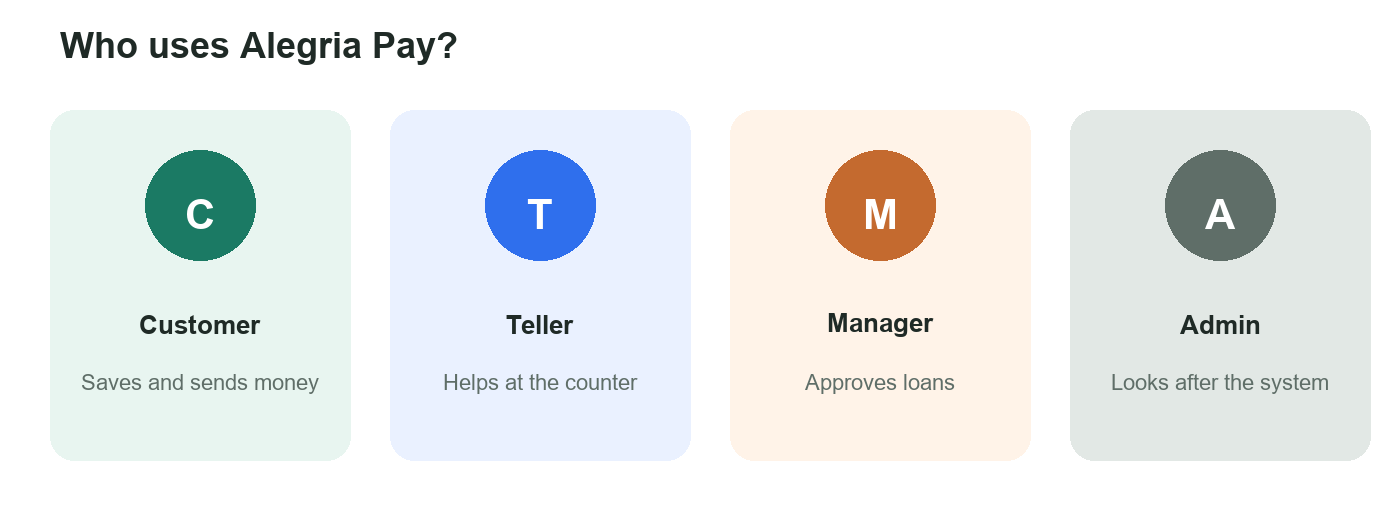 Who uses Alegria Pay?
C
T
M
A
Customer
Teller
Manager
Admin
Saves and sends money
Helps at the counter
Approves loans
Looks after the system